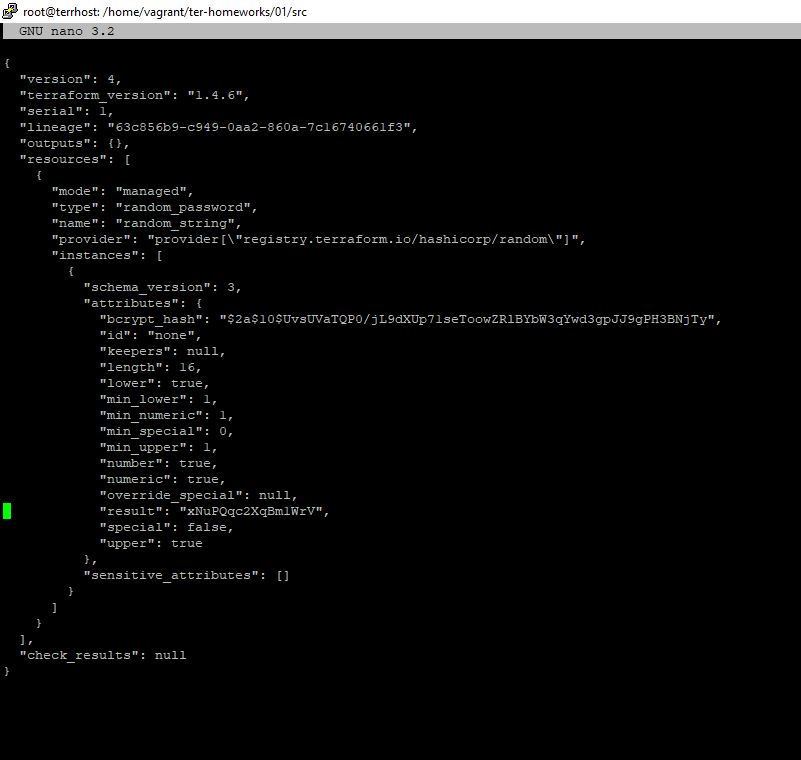 root@terrhost: /home/vagrant/ter-homeworks/01/src
GNU nano 3.2
{
  "version": 4,
  "terraform_version": "1.4.6",
  "serial": 1,
  "lineage": "63c856b9-c949-0aa2-860a-7c16740661f3",
  "outputs": {},
  "resources": [
    {
      "mode": "managed",
      "type": "random_password",
      "name": "random_string",
      "provider": "provider[\"registry.terraform.io/hashicorp/random\"]",
      "instances": [
        {
          "schema_version": 3,
          "attributes": {
            "bcrypt_hash": "$2a$10$UvsUVaTQP0/jL9dXUp71seToowZRlBYbW3qYwd3gpJJ9gPH3BNjTy",
            "id": "none",
            "keepers": null,
            "length": 16,
            "lower": true,
            "min_lower": 1,
            "min_numeric": 1,
            "min_special": 0,
            "min_upper": 1,
            "number": true,
            "numeric": true,
            "override_special": null,
            "result": "xNuPQqc2XqBm1WrV",
            "special": false,
            "upper": true
          },
          "sensitive_attributes": []
        }
      ]
    }
  ],
  "check_results": null
}